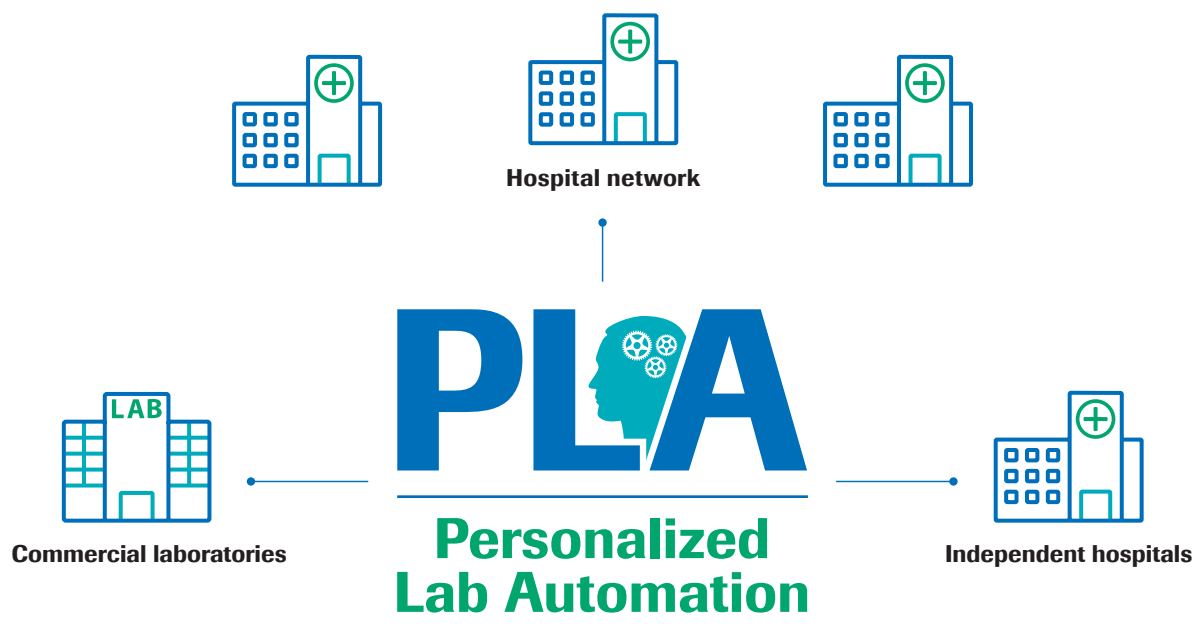 Hospital network
PLA
LAB
Commercial laboratories
Independent hospitals
Personalized
Lab Automation